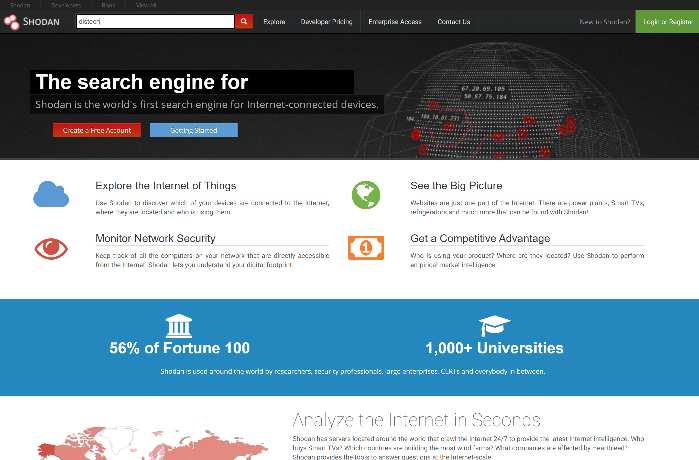 Shodan Developers Book View All...
SHODAN distech Explore Developer Pricing Enterprise Access Contact Us New to Shodan? Login or Register
67.20.69.105
50.87.75.184
104.18.61.231
The search engine for
Shodan is the world's first search engine for Internet-connected devices.
Create a Free Account Getting Started
Explore the Internet of Things
Use Shodan to discover which of your devices are connected to the Internet,
where they are located and who is using them.
See the Big Picture
Websites are just one part of the Internet. There are power plants, Smart TVs,
refrigerators and much more that can be found with Shodan!
Monitor Network Security
Keep track of all the computers on your network that are directly accessible
from the Internet. Shodan lets you understand your digital footprint.
1
Get a Competitive Advantage
Who is using your product? Where are they located? Use Shodan to perform
empirical market intelligence.
56% of Fortune 100
1,000+ Universities
Shodan is used around the world by researchers, security professionals, large enterprises, CERTs and everybody in between.
Analyze the Internet in Seconds
Shodan has servers located around the world that crawl the Internet 24/7 to provide the latest Internet intelligence. Who
buys Smart TVs? Which countries are building the most wind farms? What companies are affected by Heartbleed?
Shodan provides the tools to answer questions at the Internet-scale.